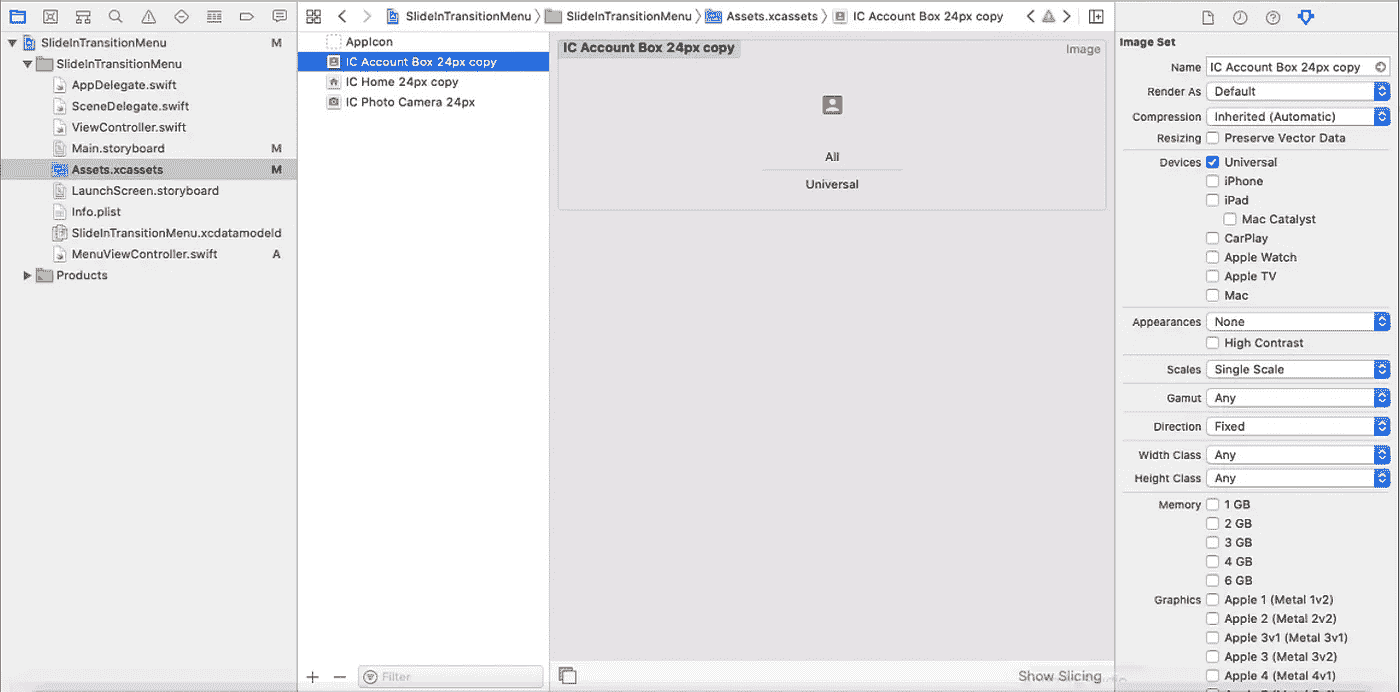 SlideInTransitionMenu
SlideInTransitionMenu
Assets.xcassets
IC Account Box 24px copy
SlideInTransitionMenu M
SlideInTransitionMenu
AppDelegate.swift
SceneDelegate.swift
ViewController.swift
Main.storyboard M
Assets.xcassets M
LaunchScreen.storyboard
Info.plist
SlideInTransitionMenu.xcdatamodeld
MenuViewController.swift A
Products
AppIcon
IC Account Box 24px copy
IC Home 24px copy
IC Photo Camera 24px
Filter
IC Account Box 24px copy
Image
All
Universal
Show Slicing
Image Set
Name IC Account Box 24px copy
Render As Default
Compression Inherited (Automatic)
Resizing Preserve Vector Data
Devices Universal
iPhone
iPad
Mac Catalyst
CarPlay
Apple Watch
Apple TV
Mac
Appearances None
High Contrast
Scales Single Scale
Gamut Any
Direction Fixed
Width Class Any
Height Class Any
Memory 1 GB
2 GB
3 GB
4 GB
6 GB
Graphics Apple 1 (Metal 1v2)
Apple 2 (Metal 2v2)
Apple 3v1 (Metal 3v1)
Apple 3 (Metal 3v2)
Apple 4 (Metal 4v1)